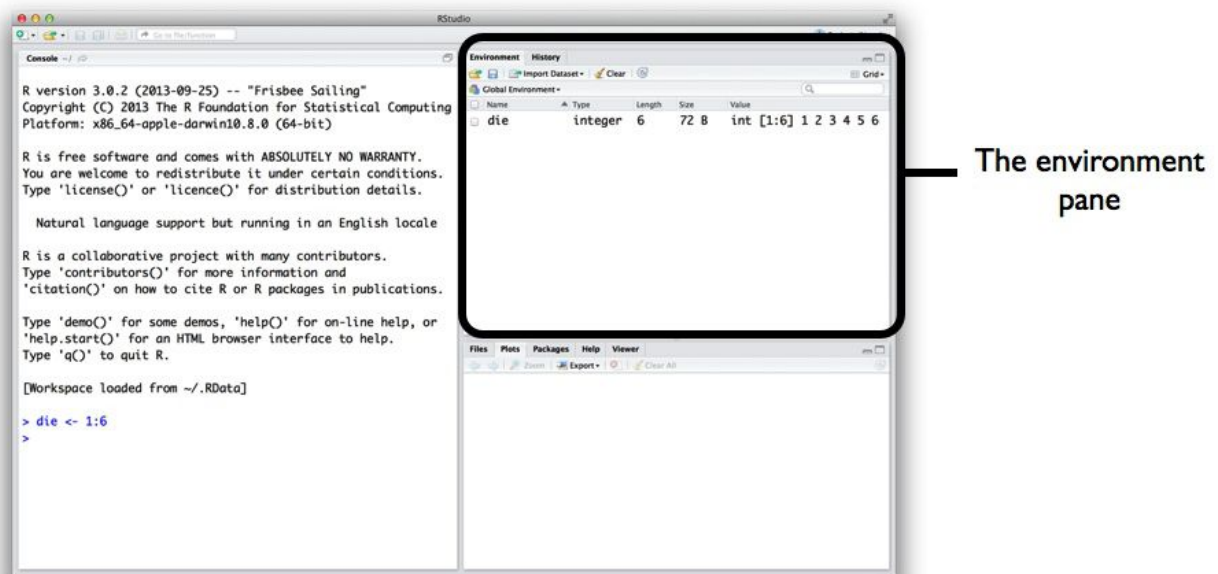 RStudio
Go to file/function
Console ~/
R version 3.0.2 (2013-09-25) -- "Frisbee Sailing"
Copyright (C) 2013 The R Foundation for Statistical Computing
Platform: x86_64-apple-darwin10.8.0 (64-bit)
R is free software and comes with ABSOLUTELY NO WARRANTY.
You are welcome to redistribute it under certain conditions.
Type 'license()' or 'licence()' for distribution details.
Natural language support but running in an English locale
R is a collaborative project with many contributors.
Type 'contributors()' for more information and
'citation()' on how to cite R or R packages in publications.
Type 'demo()' for some demos, 'help()' for on-line help, or
'help.start()' for an HTML browser interface to help.
Type 'q()' to quit R.
[Workspace loaded from ~/.RData]
> die <- 1:6
>
Environment History
Import Dataset Clear Grid
Global Environment
Name Type Length Size Value
die integer 6 72 B int [1:6] 1 2 3 4 5 6
Files Plots Packages Help Viewer
Zoom Export Clear All
The environment
pane